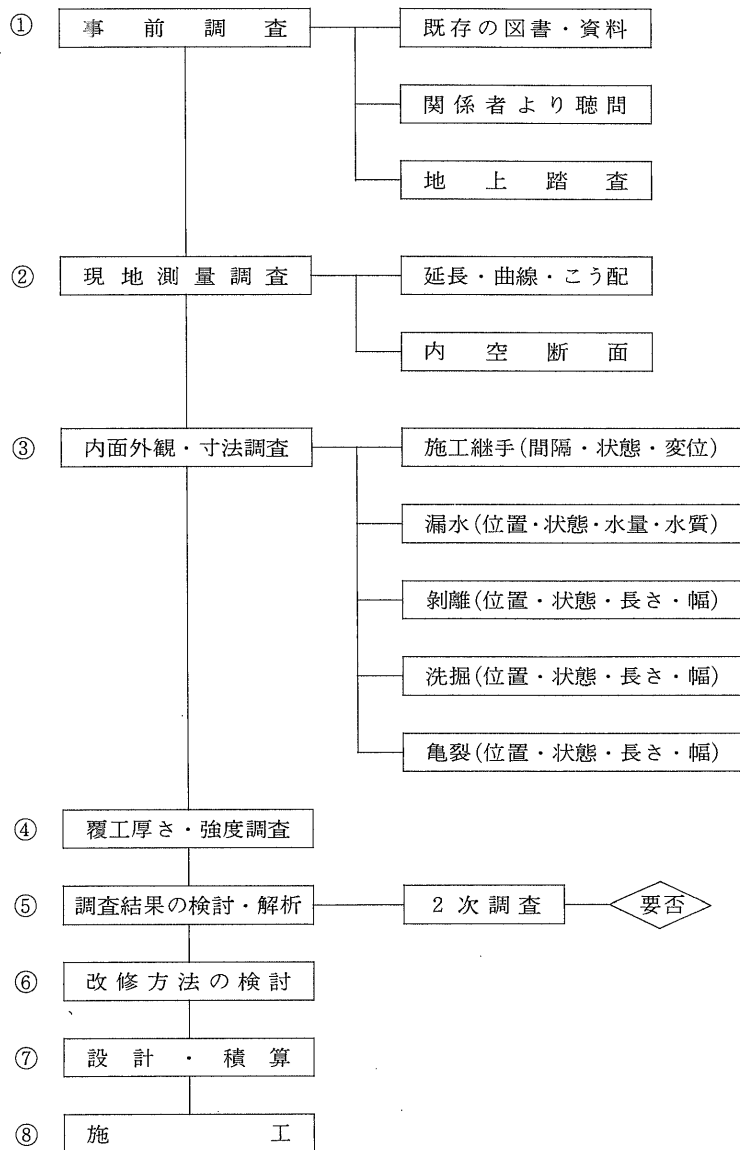 ① 事前調査 既存の図書・資料
関係者より聴問
地上踏査
② 現地測量調査 延長・曲線・こう配
内空断面
③ 内面外観・寸法調査 施工継手(間隔・状態・変位)
漏水(位置・状態・水量・水質)
剝離(位置・状態・長さ・幅)
洗掘(位置・状態・長さ・幅)
亀裂(位置・状態・長さ・幅)
④ 覆工厚さ・強度調査
⑤ 調査結果の検討・解析 2次調査 要否
⑥ 改修方法の検討
⑦ 設計・積算
⑧ 施工